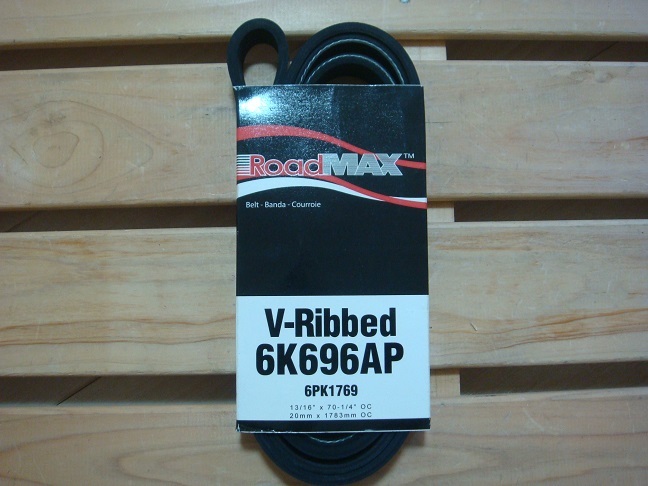 RoadMAX™
Belt - Banda - Courroie
V-Ribbed
6K696AP
6PK1769
13/16" x 70-1/4" OC
20mm x 1783mm OC